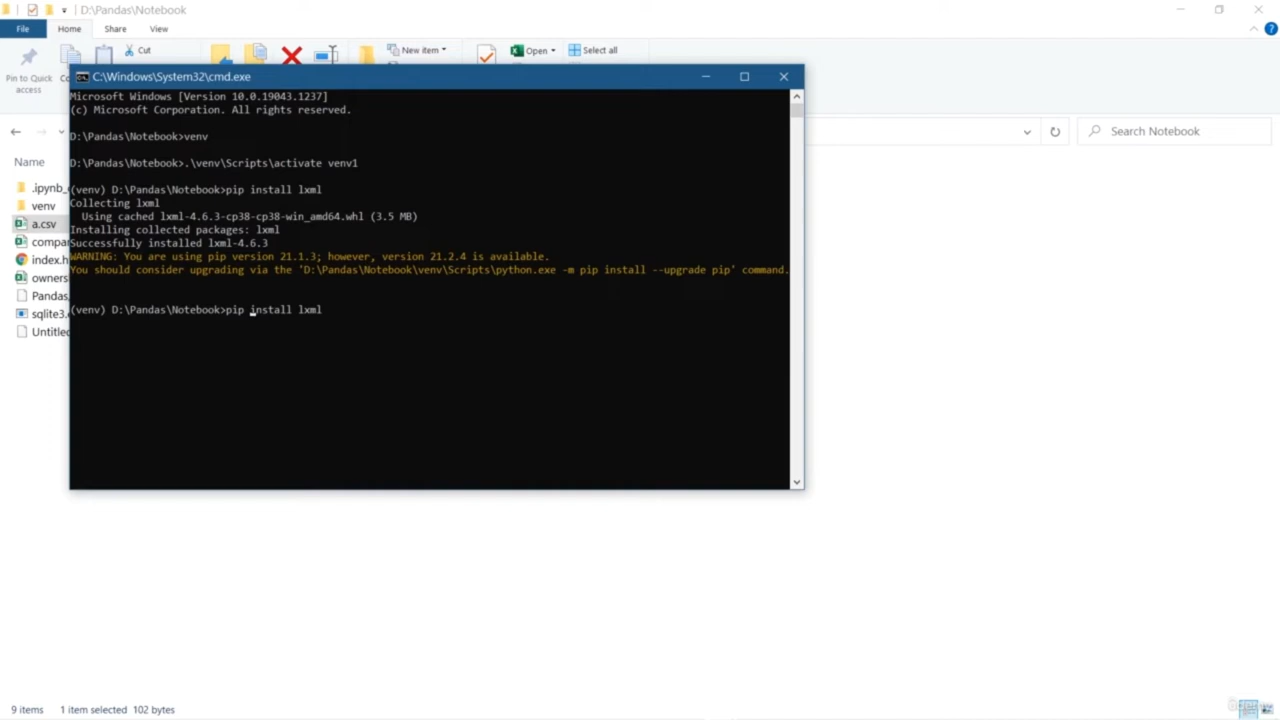 D:\Pandas\Notebook
File
Home
Share
View
Pin to Quick
access
Cut
New item
Open
Select all
C:\Windows\System32\cmd.exe
Microsoft Windows [Version 10.0.19043.1237]
(c) Microsoft Corporation. All rights reserved.
D:\Pandas\Notebook>venv
D:\Pandas\Notebook>.\venv\Scripts\activate venv1
(venv) D:\Pandas\Notebook>pip install lxml
Collecting lxml
Using cached lxml-4.6.3-cp38-cp38-win_amd64.whl (3.5 MB)
Installing collected packages: lxml
Successfully installed lxml-4.6.3
WARNING: You are using pip version 21.1.3; however, version 21.2.4 is available.
You should consider upgrading via the 'D:\Pandas\Notebook\venv\Scripts\python.exe -m pip install --upgrade pip' command.
(venv) D:\Pandas\Notebook>pip install lxml
Search Notebook
Name
.ipynb_
venv
a.csv
compan
index.h
owners
Pandas.
sqlite3.
Untitled
9 items
1 item selected 102 bytes